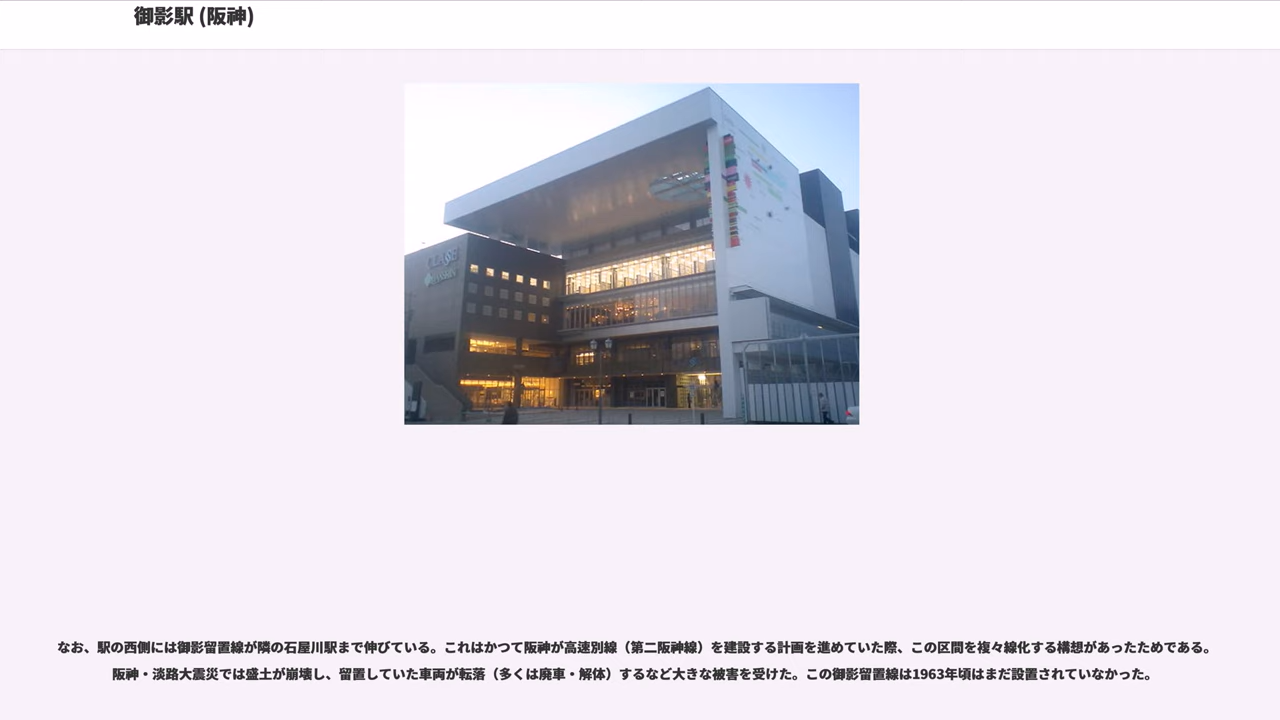 御影駅 (阪神)
CLASSE
HANSHIN
なお、駅の西側には御影留置線が隣の石屋川駅まで伸びている。これはかつて阪神が高速別線（第二阪神線）を建設する計画を進めていた際、この区間を複々線化する構想があったためである。
阪神・淡路大震災では盛土が崩壊し、留置していた車両が転落（多くは廃車・解体）するなど大きな被害を受けた。この御影留置線は1963年頃はまだ設置されていなかった。